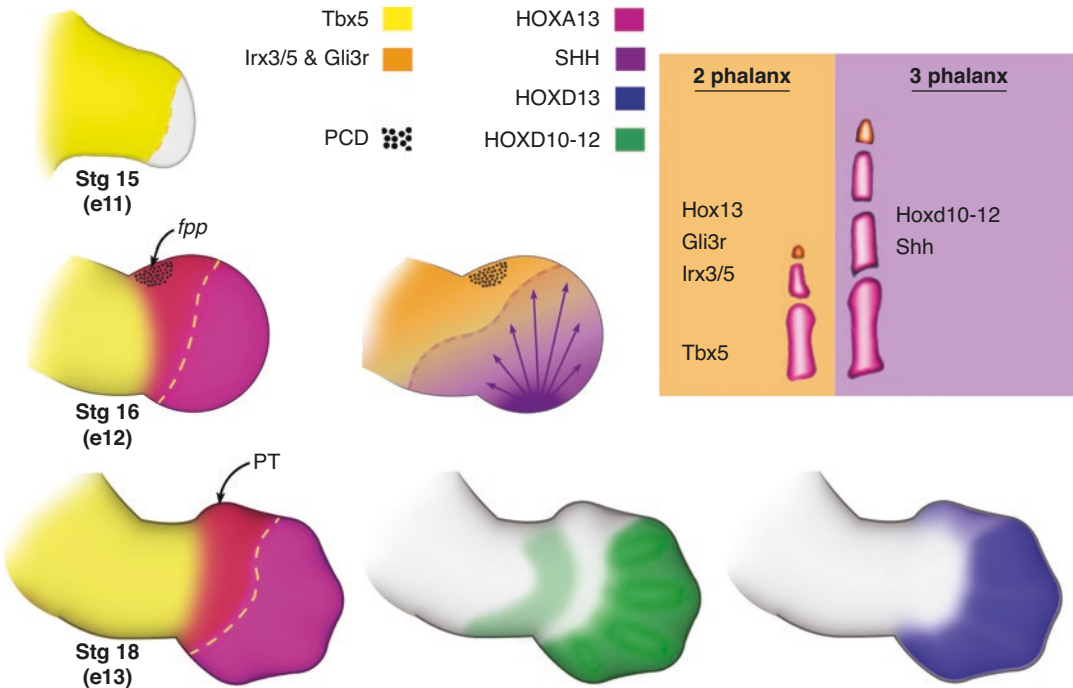 Tbx5
Irx3/5 & Gli3r
PCD
HOXA13
SHH
HOXD13
HOXD10-12
Stg 15
(e11)
2 phalanx
Hox13
Gli3r
Irx3/5
Tbx5
3 phalanx
Hoxd10-12
Shh
fpp
Stg 16
(e12)
PT
Stg 18
(e13)